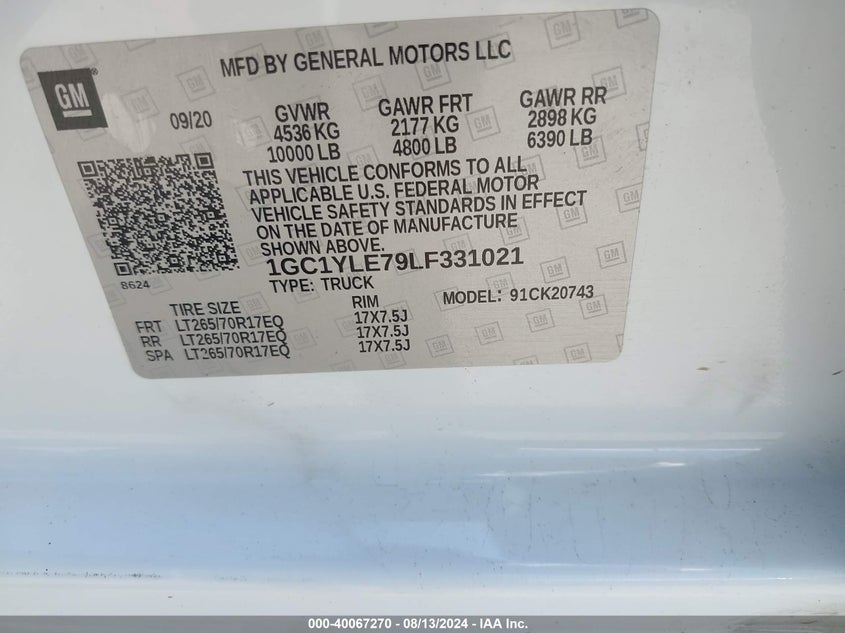 MFD BY GENERAL MOTORS LLC
GM
09/20
GVWR GAWR FRT GAWR RR
4536 KG 2177 KG 2898 KG
10000 LB 4800 LB 6390 LB
THIS VEHICLE CONFORMS TO ALL
APPLICABLE U.S. FEDERAL MOTOR
VEHICLE SAFETY STANDARDS IN EFFECT
ON THE DATE OF MANUFACTURE
SHOWN ABOVE.
1GC1YLE79LF331021
8624
TYPE: TRUCK MODEL: 91CK20743
TIRE SIZE RIM
FRT LT265/70R17EQ 17X7.5J
RR LT265/70R17EQ 17X7.5J
SPA LT265/70R17EQ 17X7.5J
000-40067270 - 08/13/2024 - IAA Inc.